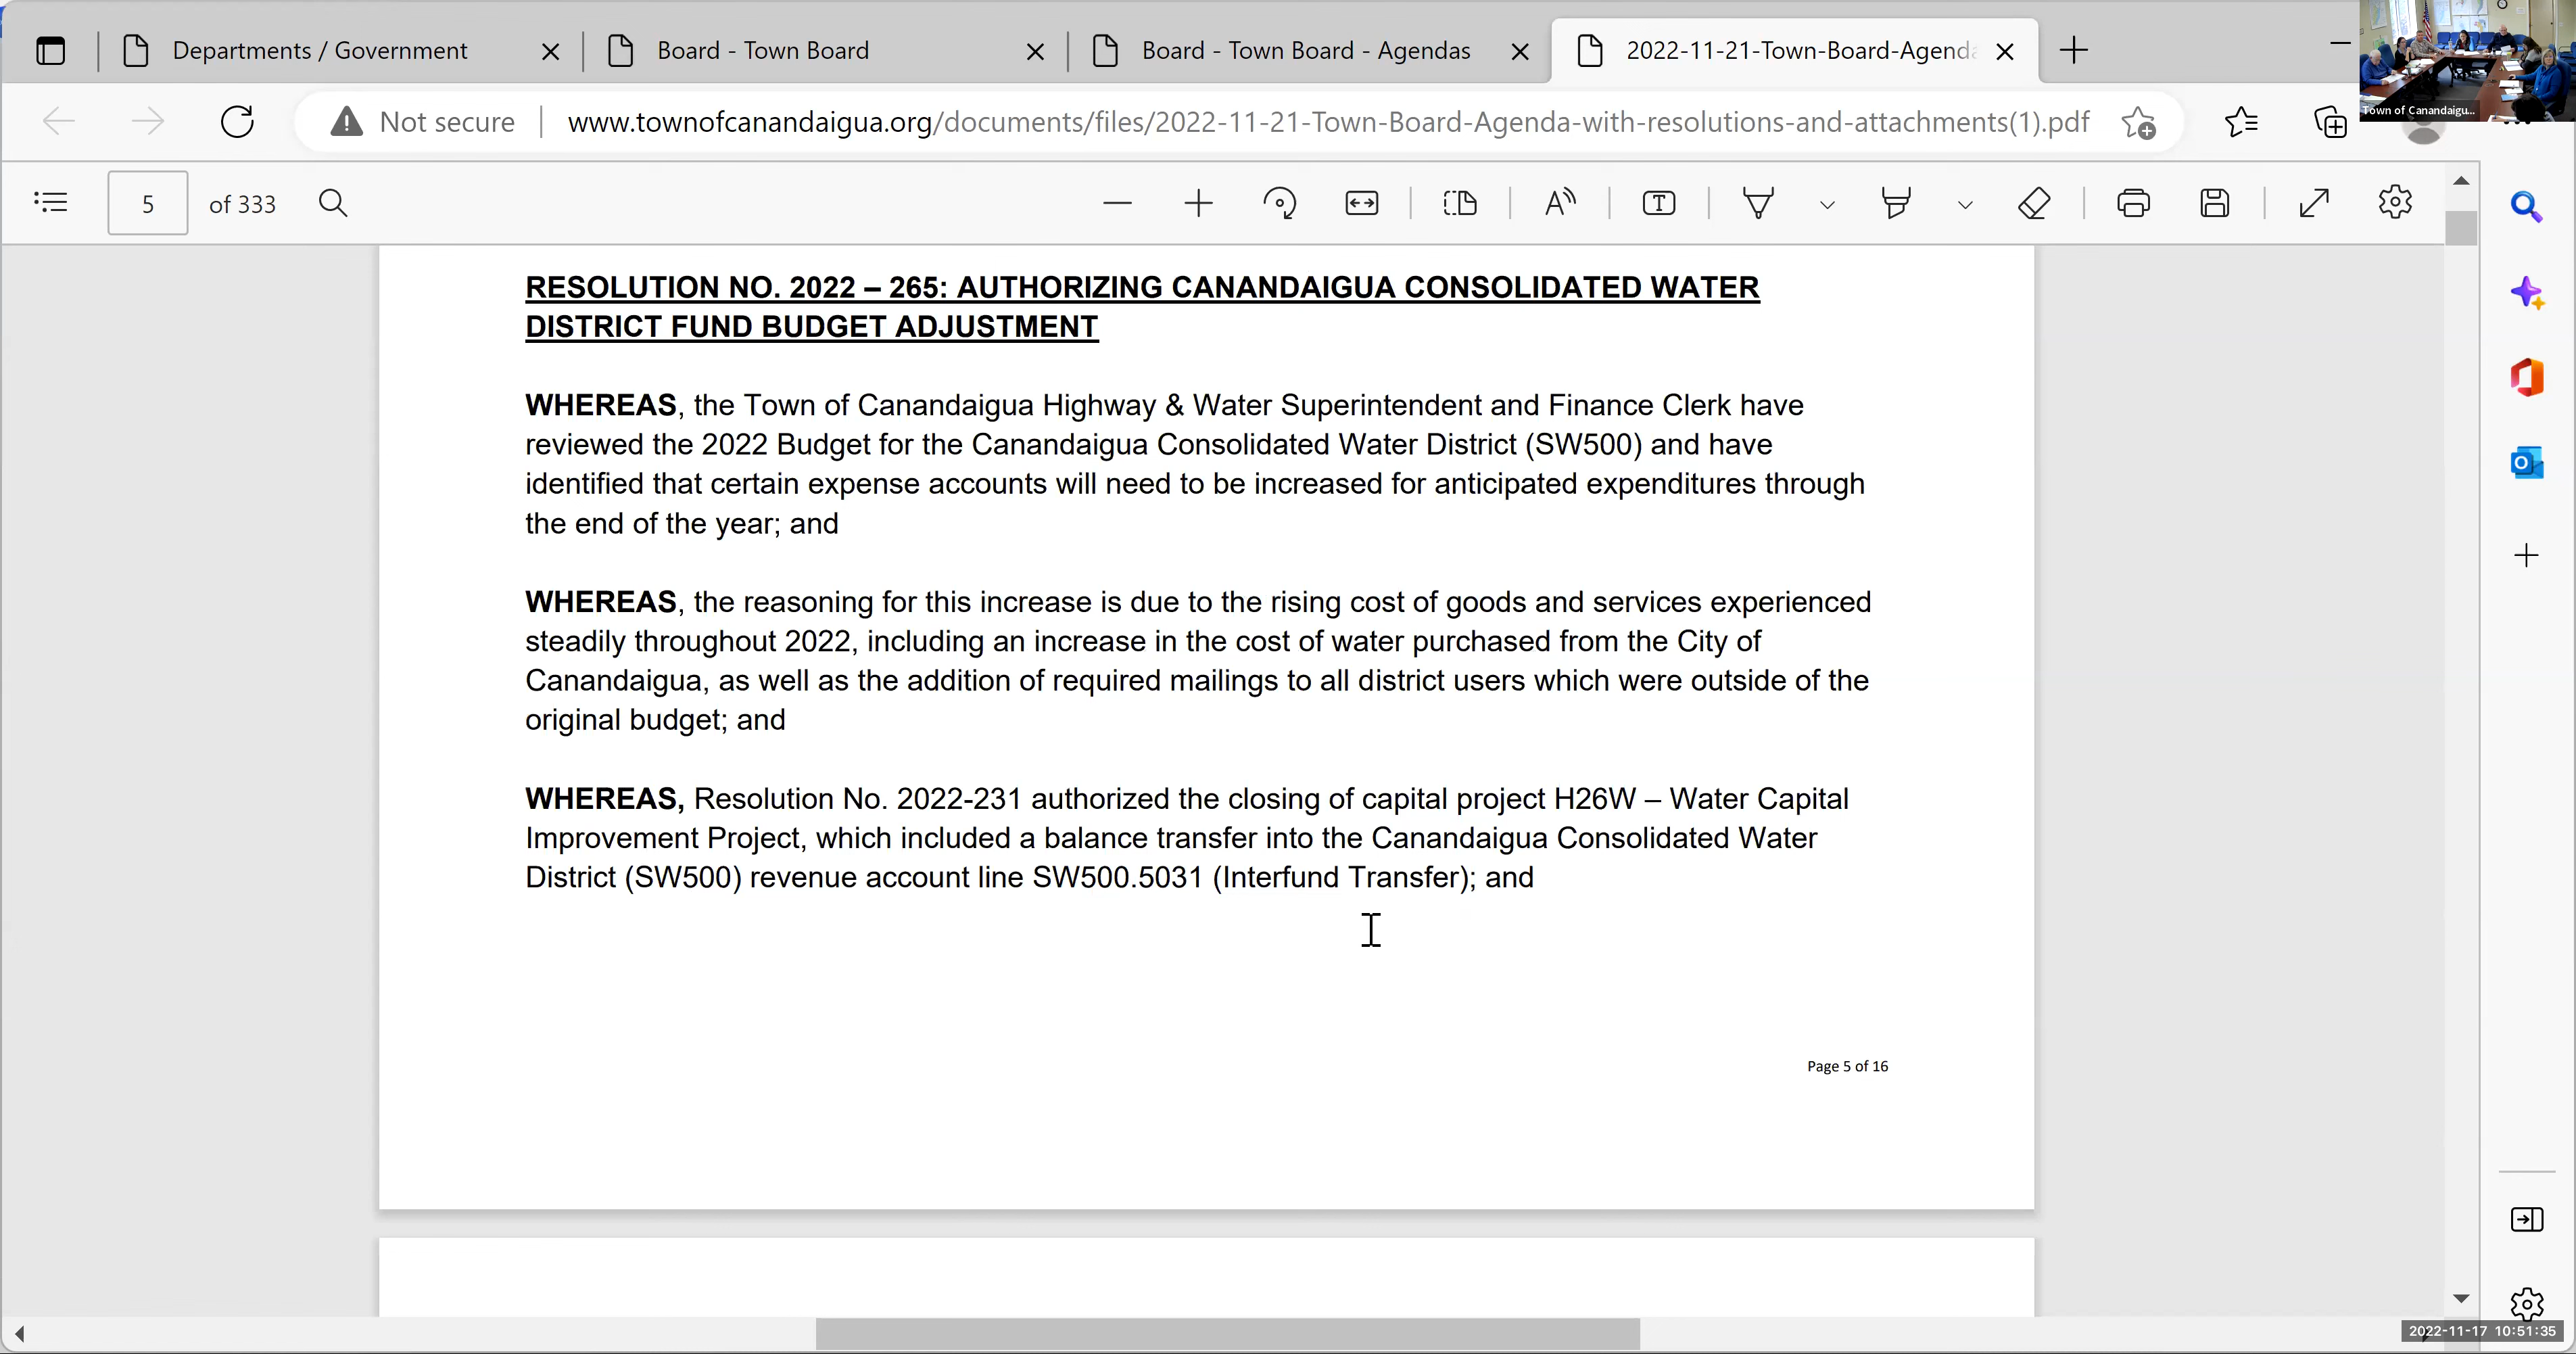 Departments / Government
Board - Town Board
Board - Town Board - Agendas
2022-11-21-Town-Board-Agenda
Town of Canandaigu...
Not secure
www.townofcanandaigua.org/documents/files/2022-11-21-Town-Board-Agenda-with-resolutions-and-attachments(1).pdf
5 of 333
RESOLUTION NO. 2022 – 265: AUTHORIZING CANANDAIGUA CONSOLIDATED WATER
DISTRICT FUND BUDGET ADJUSTMENT
WHEREAS, the Town of Canandaigua Highway & Water Superintendent and Finance Clerk have
reviewed the 2022 Budget for the Canandaigua Consolidated Water District (SW500) and have
identified that certain expense accounts will need to be increased for anticipated expenditures through
the end of the year; and
WHEREAS, the reasoning for this increase is due to the rising cost of goods and services experienced
steadily throughout 2022, including an increase in the cost of water purchased from the City of
Canandaigua, as well as the addition of required mailings to all district users which were outside of the
original budget; and
WHEREAS, Resolution No. 2022-231 authorized the closing of capital project H26W – Water Capital
Improvement Project, which included a balance transfer into the Canandaigua Consolidated Water
District (SW500) revenue account line SW500.5031 (Interfund Transfer); and
Page 5 of 16
2022-11-17 10:51:35